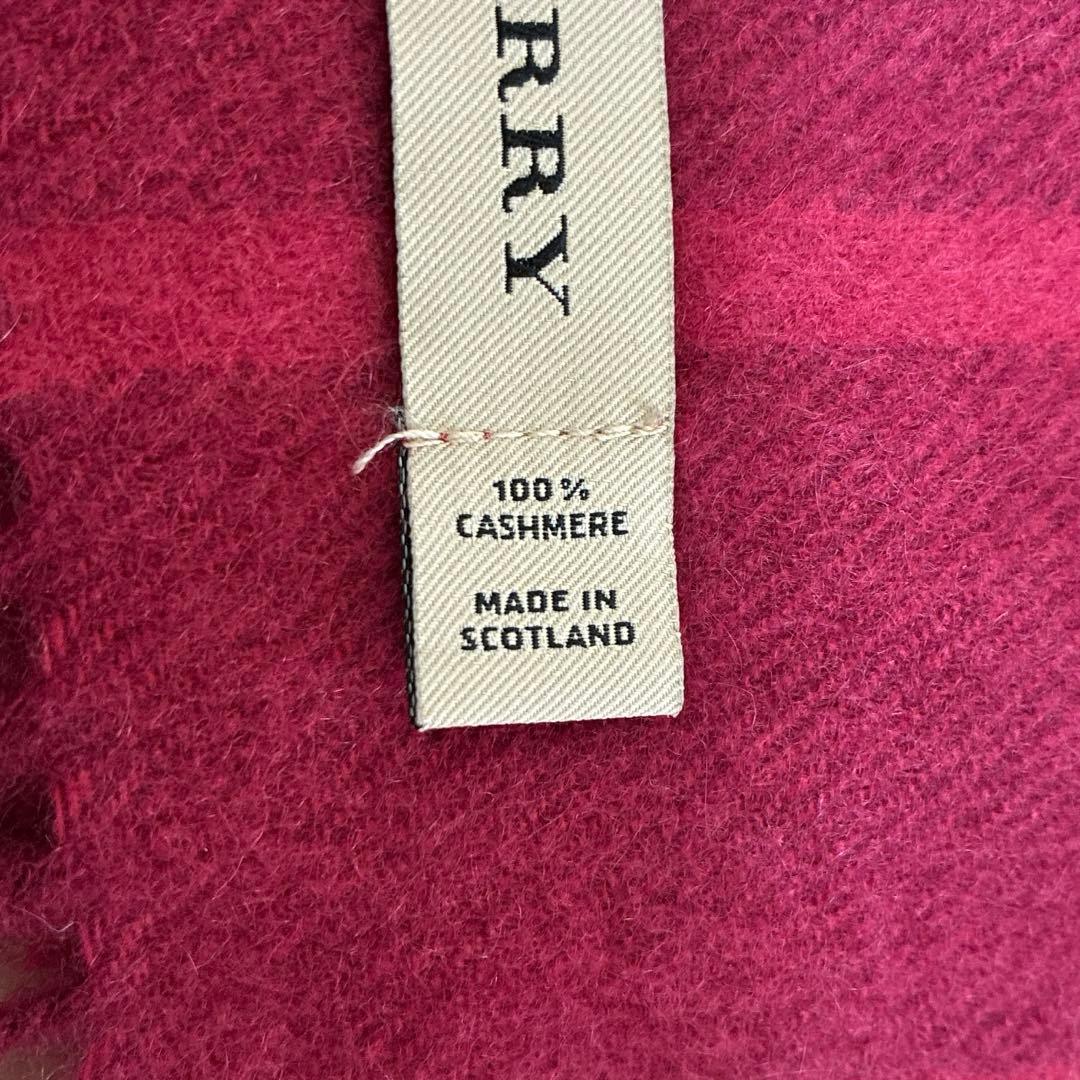 RRY
100%
CASHMERE
MADE IN
SCOTLAND